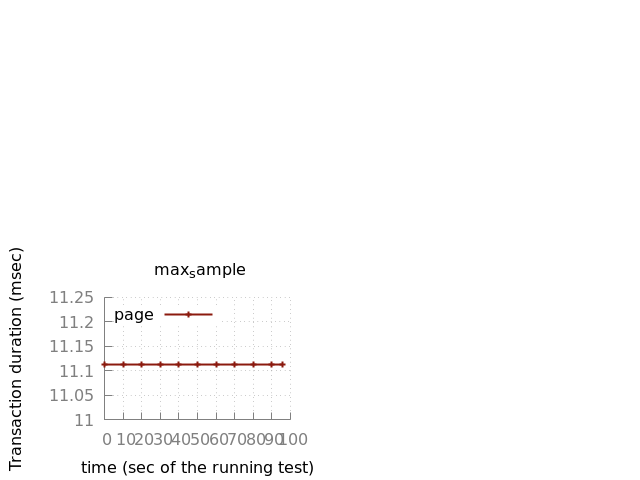 max_sample
Transaction duration (msec)
11.25
11.2
11.15
11.1
11.05
11
page
0 10 20 30 40 50 60 70 80 90 100
time (sec of the running test)